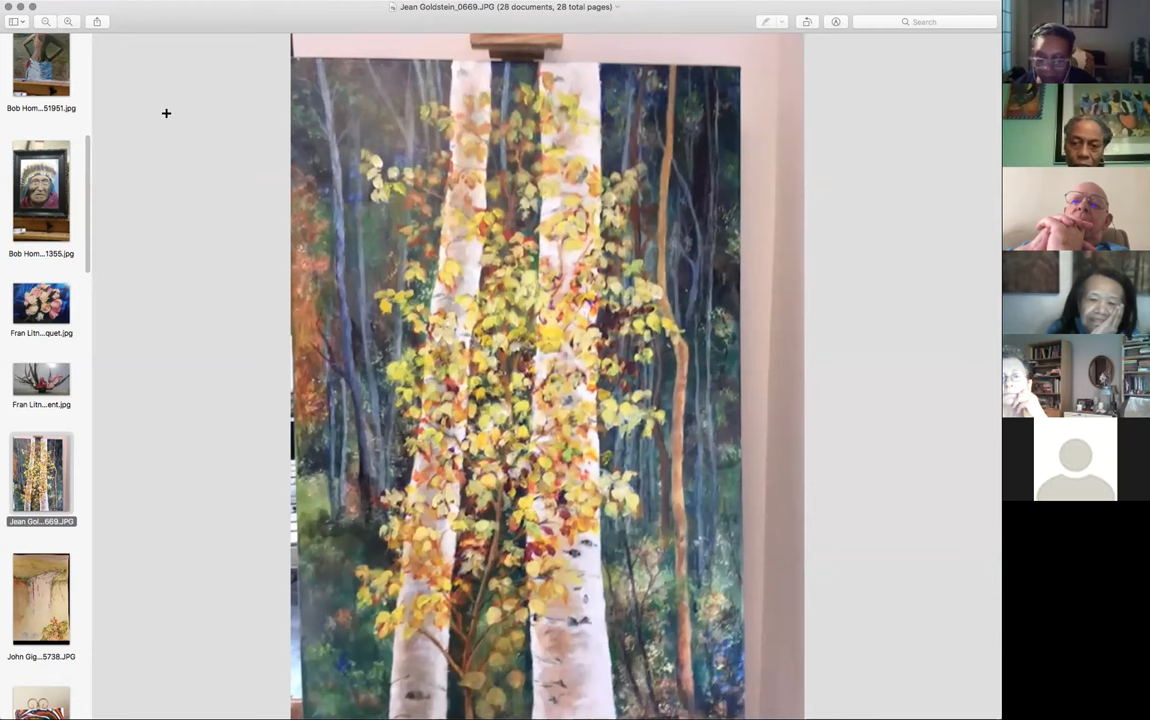 Jean Goldstein_0669.JPG (28 documents, 28 total pages)
Search
Bob Hom...51951.jpg
Bob Hom...1355.jpg
Fran Litn...quet.jpg
Fran Litn...ent.jpg
Jean Gol...669.JPG
John Gig...5738.JPG